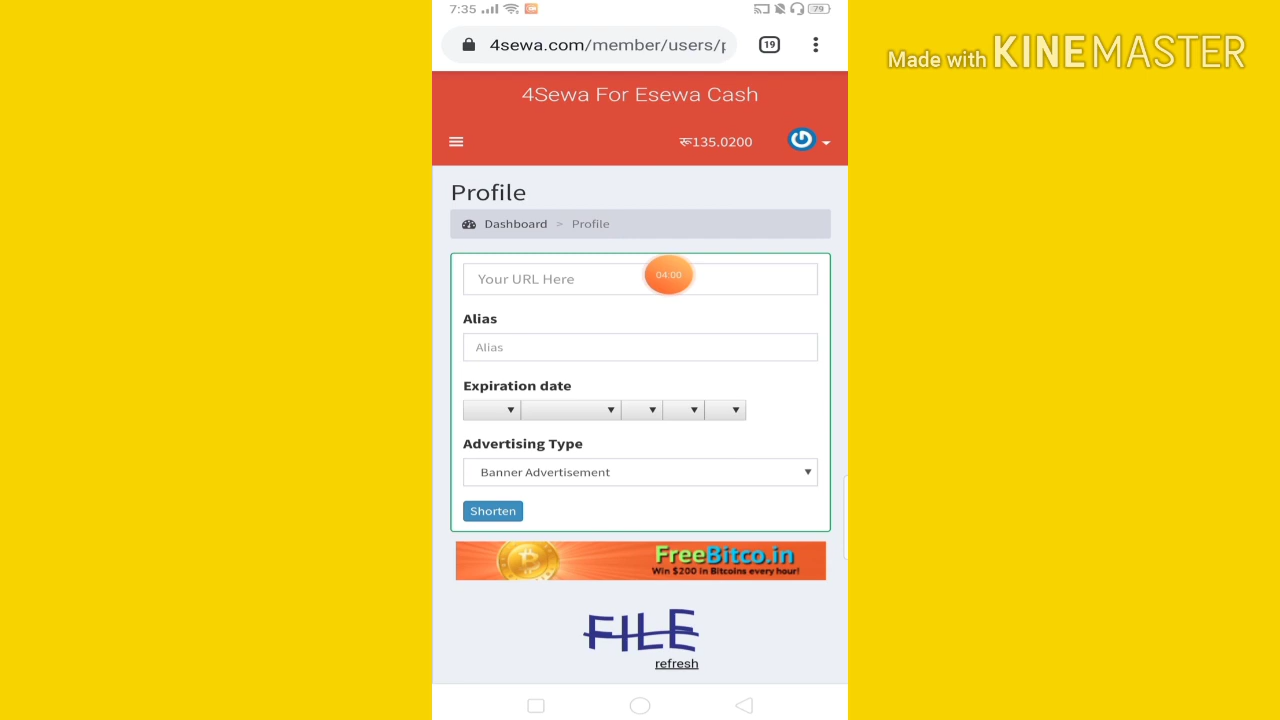 7:35
79
4sewa.com/member/users/p
19
Made with KINEMASTER
4Sewa For Esewa Cash
रू135.0200
Profile
Dashboard > Profile
Your URL Here
04:00
Alias
Alias
Expiration date
Advertising Type
Banner Advertisement
Shorten
FreeBitco.in
Win $200 in Bitcoins every hour!
FILE
refresh